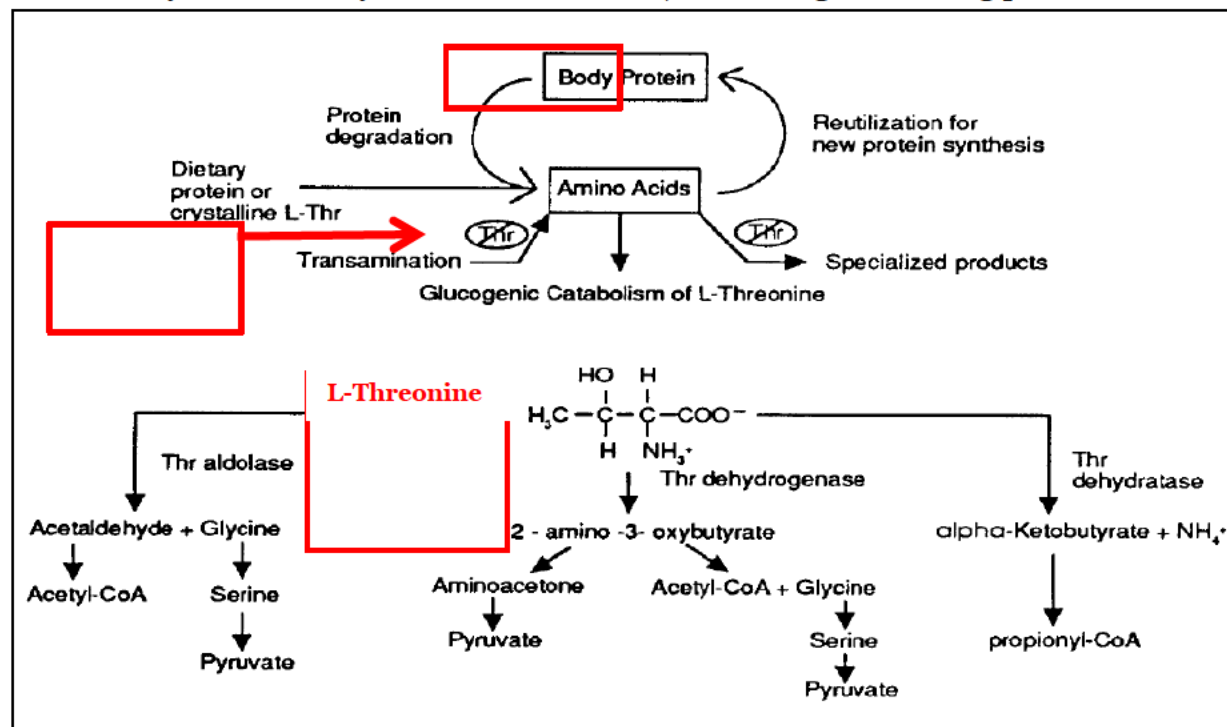 Body Protein
Protein
degradation
Reutilization for
new protein synthesis
Dietary
protein or
crystalline L-Thr
Amino Acids
Thr
Thr
Transamination
Specialized products
Glucogenic Catabolism of L-Threonine
L-Threonine
HO H
H₃C—C—C—COO⁻
H NH₃⁺
Thr aldolase
Thr dehydrogenase
Thr
dehydratase
Acetaldehyde + Glycine
2 - amino -3- oxybutyrate
alpha-Ketobutyrate + NH₄⁺
Acetyl-CoA
Serine
Aminoacetone
Acetyl-CoA + Glycine
Pyruvate
Pyruvate
Serine
propionyl-CoA
Pyruvate